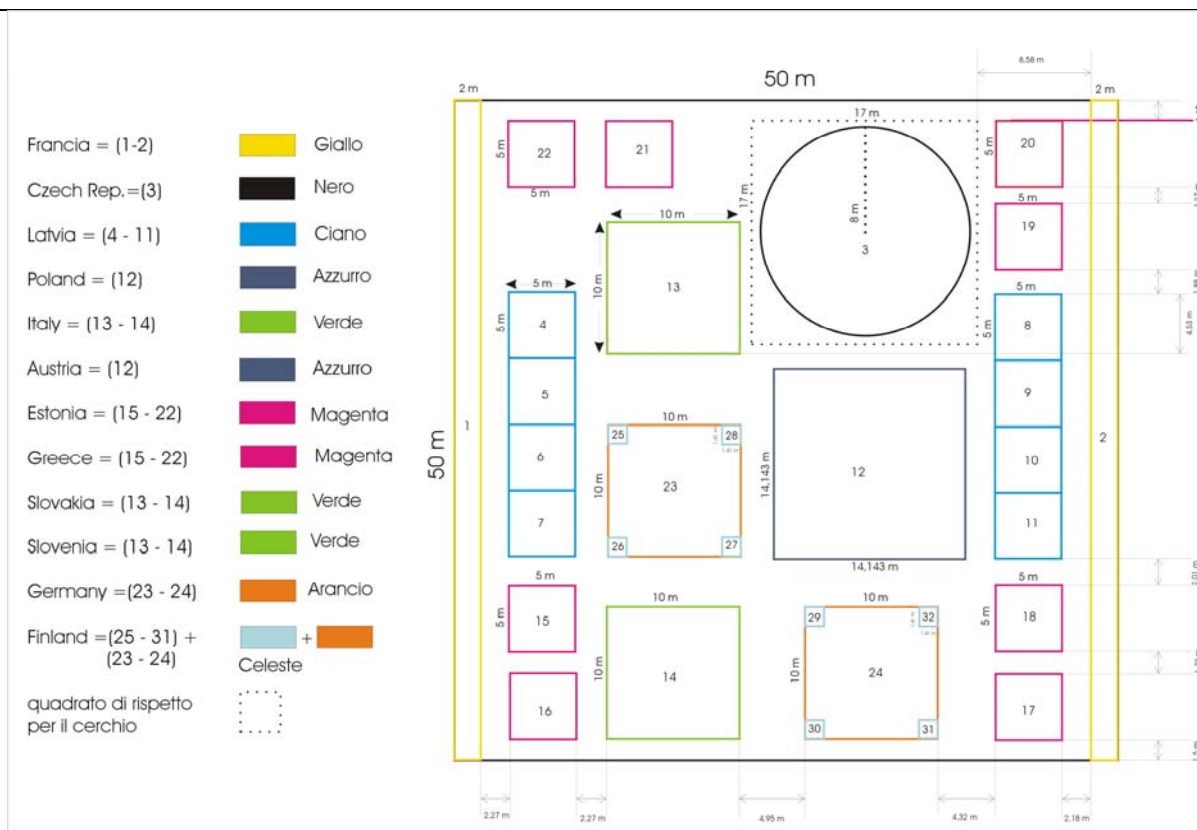 Francia = (1-2)
Giallo
Czech Rep.=(3)
Nero
Latvia = (4 - 11)
Ciano
Poland = (12)
Azzurro
Italy = (13 - 14)
Verde
Austria = (12)
Azzurro
Estonia = (15 - 22)
Magenta
Greece = (15 - 22)
Magenta
Slovakia = (13 - 14)
Verde
Slovenia = (13 - 14)
Verde
Germany =(23 - 24)
Arancio
Finland =(25 - 31) +
(23 - 24)
+
Celeste
quadrato di rispetto
per il cerchio
8,58 m
50 m
2 m
2 m
17 m
5 m
22
21
5 m
20
5 m
5 m
17 m
8 m
3
19
10 m
10 m
13
5 m
5 m
4
5 m
5 m
8
4,53 m
5
9
50 m
1
2
10 m
25
28
6
10 m
23
14,143 m
12
10
7
26
27
11
14,143 m
5 m
5 m
15
5 m
10 m
10 m
5 m
18
29
32
16
10 m
14
10 m
24
17
30
31
2,01 m
2,27 m
2,27 m
4,95 m
4,32 m
2,18 m